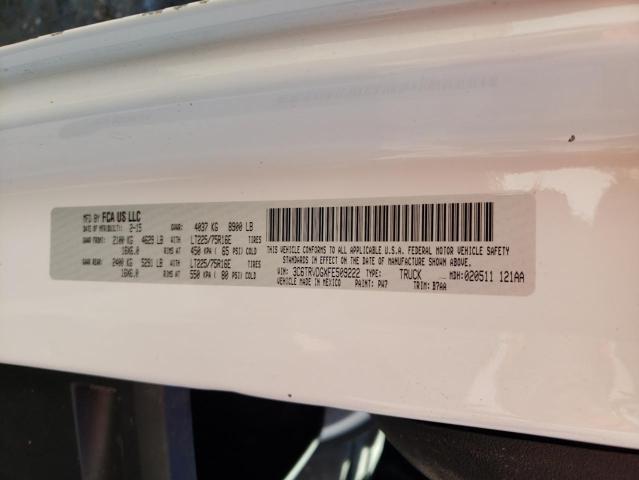 MFD BY FCA US LLC
DATE OF MFR/BUILT: 2-15 GVWR: 4037 KG 8900 LB
GAWR FRONT: 2100 KG 4629 LB LT225/75R16E TIRES
16X6.0 RIMS AT 450 KPA ( 65 PSI) COLD
GAWR REAR: 2400 KG 5291 LB LT225/75R16E TIRES
16X6.0 RIMS AT 550 KPA ( 80 PSI) COLD
THIS VEHICLE CONFORMS TO ALL APPLICABLE U.S.A. FEDERAL MOTOR VEHICLE SAFETY
STANDARDS IN EFFECT ON THE DATE OF MANUFACTURE SHOWN ABOVE.
VIN: 3C6TRVDGXFE509222 TYPE: TRUCK MDH: 020511 121AA
VEHICLE MADE IN MEXICO PAINT: PW7 TRIM: B7AA